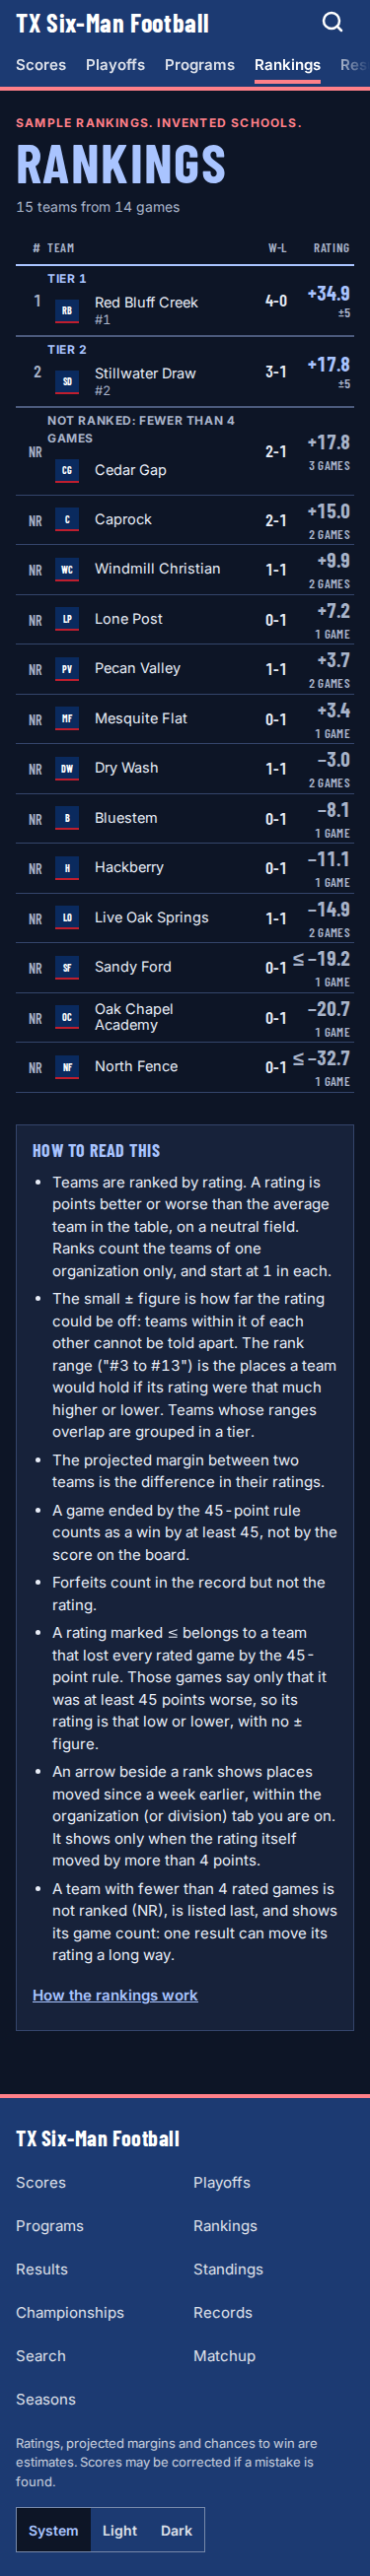 TX Six-Man Football
Scores Playoffs Programs Rankings Res
SAMPLE RANKINGS. INVENTED SCHOOLS.
RANKINGS
15 teams from 14 games
# TEAM W-L RATING
TIER 1
1 RB Red Bluff Creek 4-0 +34.9
#1 ±5
TIER 2
2 SD Stillwater Draw 3-1 +17.8
#2 ±5
NOT RANKED: FEWER THAN 4
GAMES
NR CG Cedar Gap 2-1 +17.8
3 GAMES
NR C Caprock 2-1 +15.0
2 GAMES
NR WC Windmill Christian 1-1 +9.9
2 GAMES
NR LP Lone Post 0-1 +7.2
1 GAME
NR PV Pecan Valley 1-1 +3.7
2 GAMES
NR MF Mesquite Flat 0-1 +3.4
1 GAME
NR DW Dry Wash 1-1 −3.0
2 GAMES
NR B Bluestem 0-1 −8.1
1 GAME
NR H Hackberry 0-1 −11.1
1 GAME
NR LO Live Oak Springs 1-1 −14.9
2 GAMES
NR SF Sandy Ford 0-1 ≤ −19.2
1 GAME
NR OC Oak Chapel
Academy 0-1 −20.7
1 GAME
NR NF North Fence 0-1 ≤ −32.7
1 GAME
HOW TO READ THIS
• Teams are ranked by rating. A rating is
points better or worse than the average
team in the table, on a neutral field.
Ranks count the teams of one
organization only, and start at 1 in each.
• The small ± figure is how far the rating
could be off: teams within it of each
other cannot be told apart. The rank
range ("#3 to #13") is the places a team
would hold if its rating were that much
higher or lower. Teams whose ranges
overlap are grouped in a tier.
• The projected margin between two
teams is the difference in their ratings.
• A game ended by the 45-point rule
counts as a win by at least 45, not by the
score on the board.
• Forfeits count in the record but not the
rating.
• A rating marked ≤ belongs to a team
that lost every rated game by the 45-
point rule. Those games say only that it
was at least 45 points worse, so its
rating is that low or lower, with no ±
figure.
• An arrow beside a rank shows places
moved since a week earlier, within the
organization (or division) tab you are on.
It shows only when the rating itself
moved by more than 4 points.
• A team with fewer than 4 rated games is
not ranked (NR), is listed last, and shows
its game count: one result can move its
rating a long way.
How the rankings work
TX Six-Man Football
Scores Playoffs
Programs Rankings
Results Standings
Championships Records
Search Matchup
Seasons
Ratings, projected margins and chances to win are
estimates. Scores may be corrected if a mistake is
found.
System Light Dark